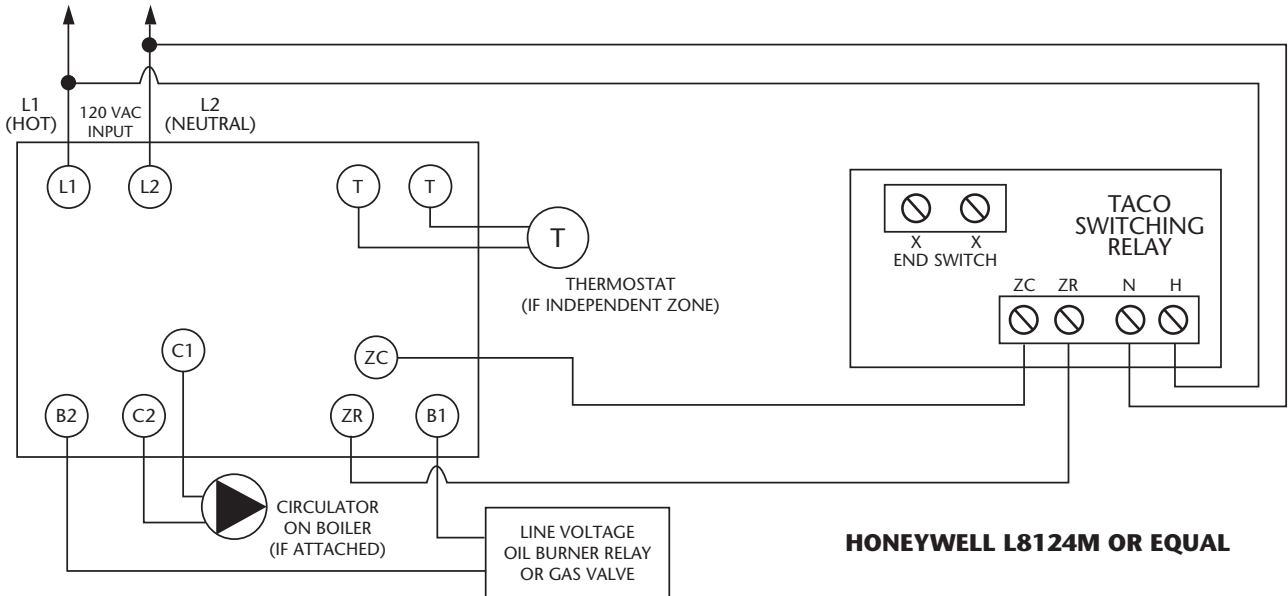 L1
(HOT)
120 VAC
INPUT
L2
(NEUTRAL)
L1
L2
T
T
T
THERMOSTAT
(IF INDEPENDENT ZONE)
X
X
END SWITCH
TACO
SWITCHING
RELAY
ZC
ZR
N
H
C1
ZC
B2
C2
ZR
B1
CIRCULATOR
ON BOILER
(IF ATTACHED)
LINE VOLTAGE
OIL BURNER RELAY
OR GAS VALVE
HONEYWELL L8124M OR EQUAL